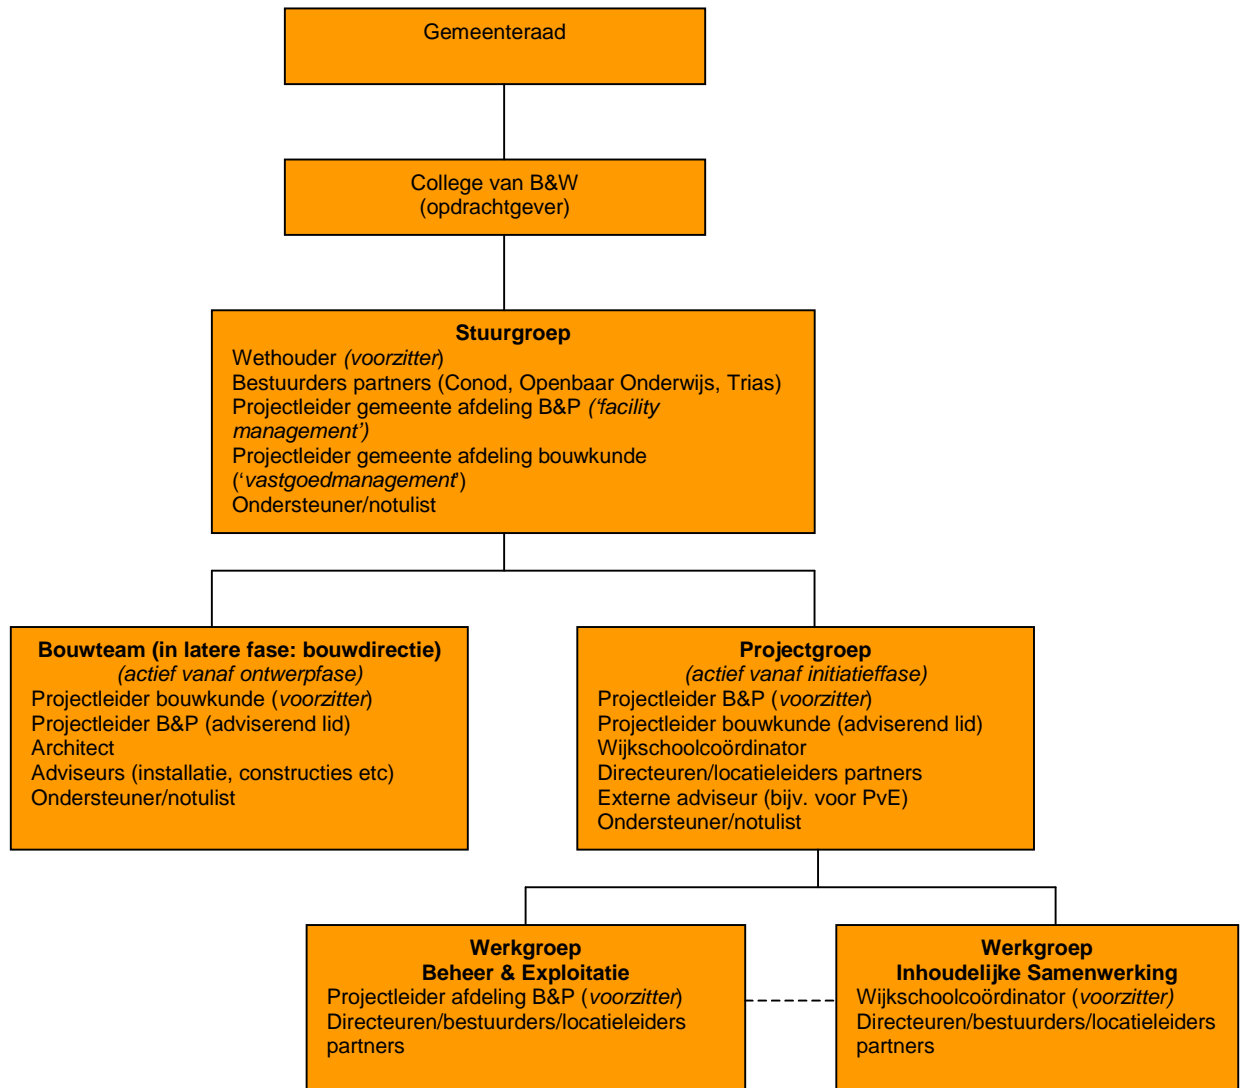 Gemeenteraad
College van B&W
(opdrachtgever)
Stuurgroep
Wethouder (voorzitter)
Bestuurders partners (Conod, Openbaar Onderwijs, Trias)
Projectleider gemeente afdeling B&P (‘facility
management’)
Projectleider gemeente afdeling bouwkunde
(‘vastgoedmanagement’)
Ondersteuner/notulist
Bouwteam (in latere fase: bouwdirectie)
(actief vanaf ontwerpfase)
Projectleider bouwkunde (voorzitter)
Projectleider B&P (adviserend lid)
Architect
Adviseurs (installatie, constructies etc)
Ondersteuner/notulist
Projectgroep
(actief vanaf initiatieffase)
Projectleider B&P (voorzitter)
Projectleider bouwkunde (adviserend lid)
Wijkschoolcoördinator
Directeuren/locatieleiders partners
Externe adviseur (bijv. voor PvE)
Ondersteuner/notulist
Werkgroep
Beheer & Exploitatie
Projectleider afdeling B&P (voorzitter)
Directeuren/bestuurders/locatieleiders
partners
Werkgroep
Inhoudelijke Samenwerking
Wijkschoolcoördinator (voorzitter)
Directeuren/bestuurders/locatieleiders
partners